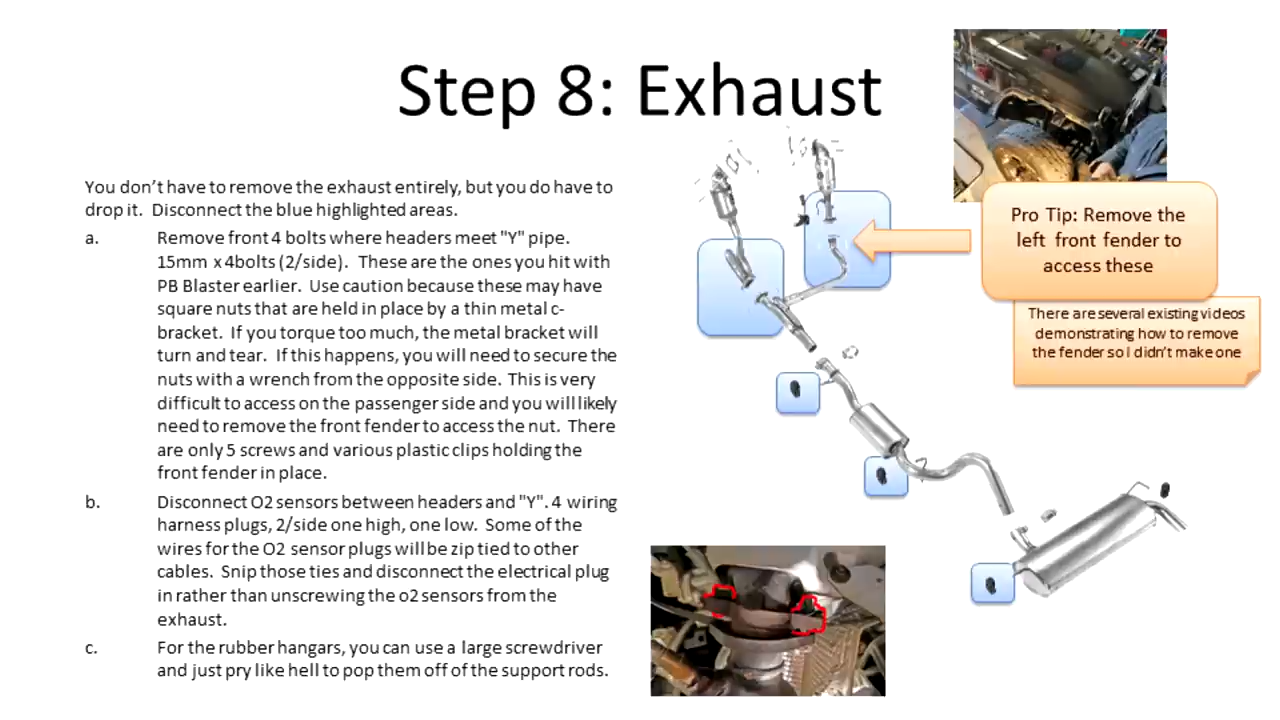 Step 8: Exhaust
You don't have to remove the exhaust entirely, but you do have to
drop it. Disconnect the blue highlighted areas.
a. Remove front 4 bolts where headers meet "Y" pipe.
15mm x 4bolts (2/side). These are the ones you hit with
PB Blaster earlier. Use caution because these may have
square nuts that are held in place by a thin metal c-
bracket. If you torque too much, the metal bracket will
turn and tear. If this happens, you will need to secure the
nuts with a wrench from the opposite side. This is very
difficult to access on the passenger side and you will likely
need to remove the front fender to access the nut. There
are only 5 screws and various plastic clips holding the
front fender in place.
b. Disconnect O2 sensors between headers and "Y". 4 wiring
harness plugs, 2/side one high, one low. Some of the
wires for the O2 sensor plugs will be zip tied to other
cables. Snip those ties and disconnect the electrical plug
in rather than unscrewing the o2 sensors from the
exhaust.
c. For the rubber hangars, you can use a large screwdriver
and just pry like hell to pop them off of the support rods.
Pro Tip: Remove the
left front fender to
access these
There are several existing videos
demonstrating how to remove
the fender so I didn't make one